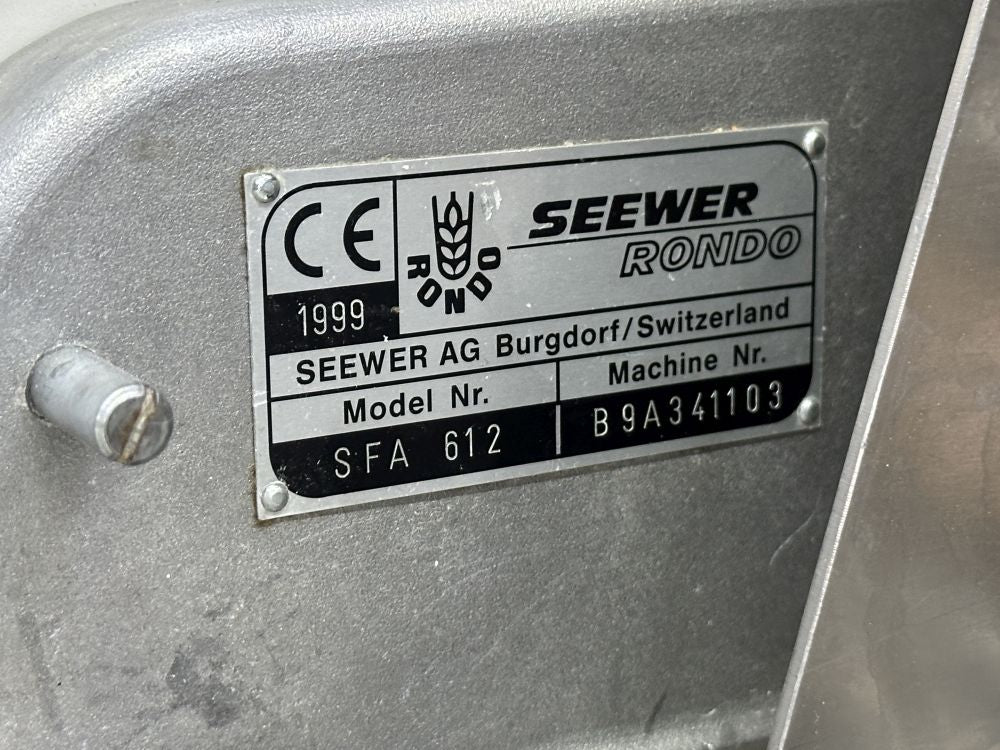 CE
1999
RONDO
SEEWER
RONDO
SEEWER AG Burgdorf/Switzerland
Model Nr.
SFA 612
Machine Nr.
B9A341103